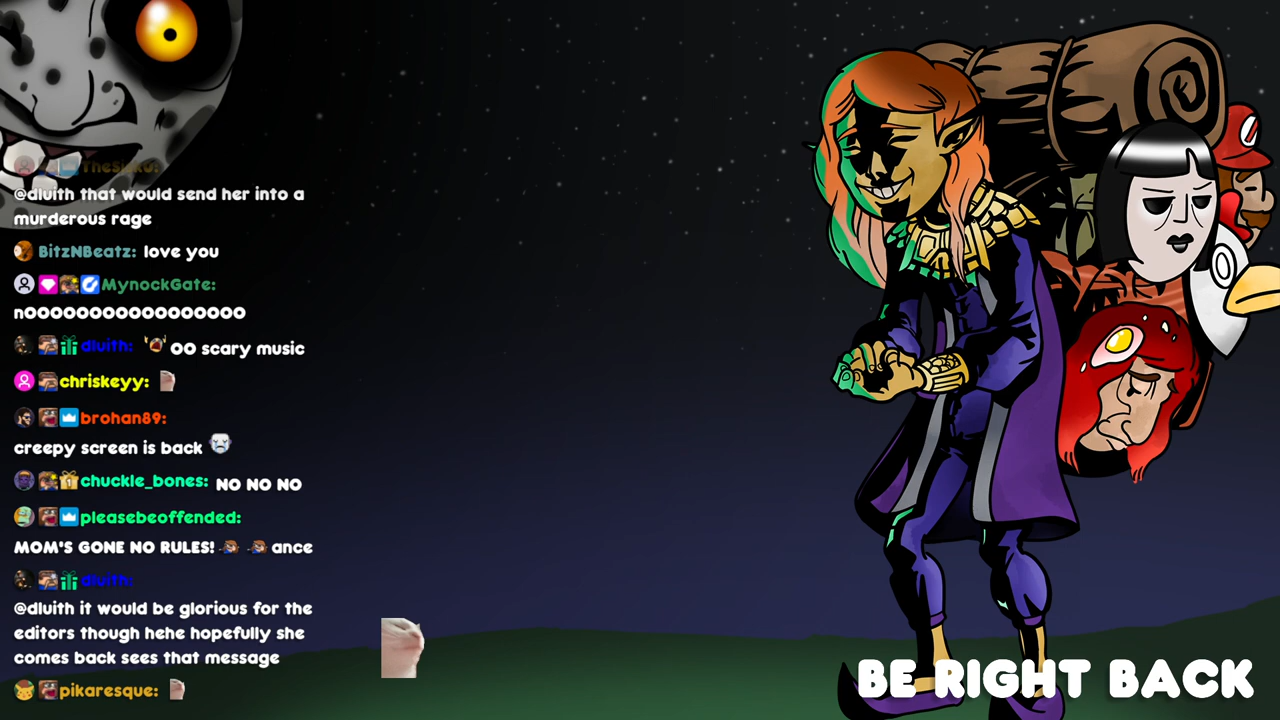 TheSinku:
@dluith that would send her into a
murderous rage
BitzNBeatz: love you
MynockGate:
nOOOOOOOOOOOOOOOOO
dluith: OO scary music
chriskeyy:
brohan89:
creepy screen is back
chuckle_bones: NO NO NO
pleasebeoffended:
MOM'S GONE NO RULES! ance
dluith:
@dluith it would be glorious for the
editors though hehe hopefully she
comes back sees that message
pikaresque:
BE RIGHT BACK